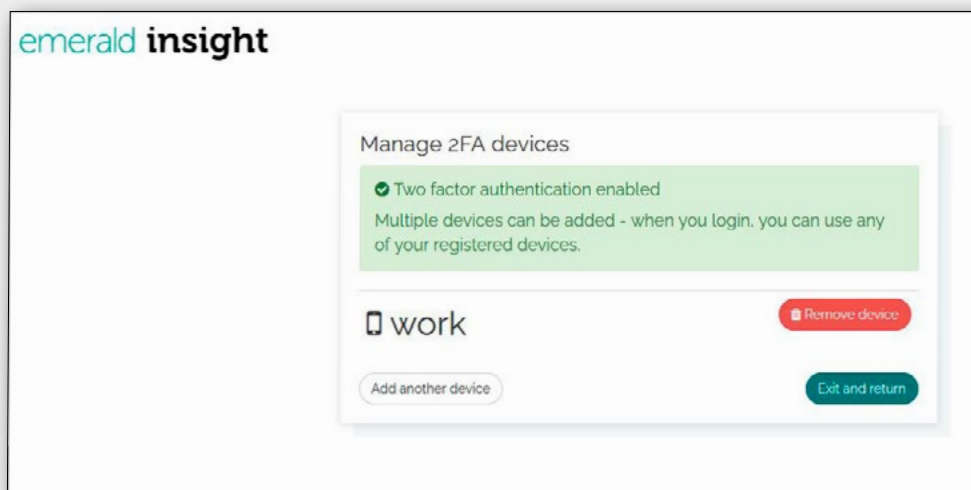 emerald insight
Manage 2FA devices
Two factor authentication enabled
Multiple devices can be added - when you login, you can use any
of your registered devices.
work
Remove device
Add another device
Exit and return